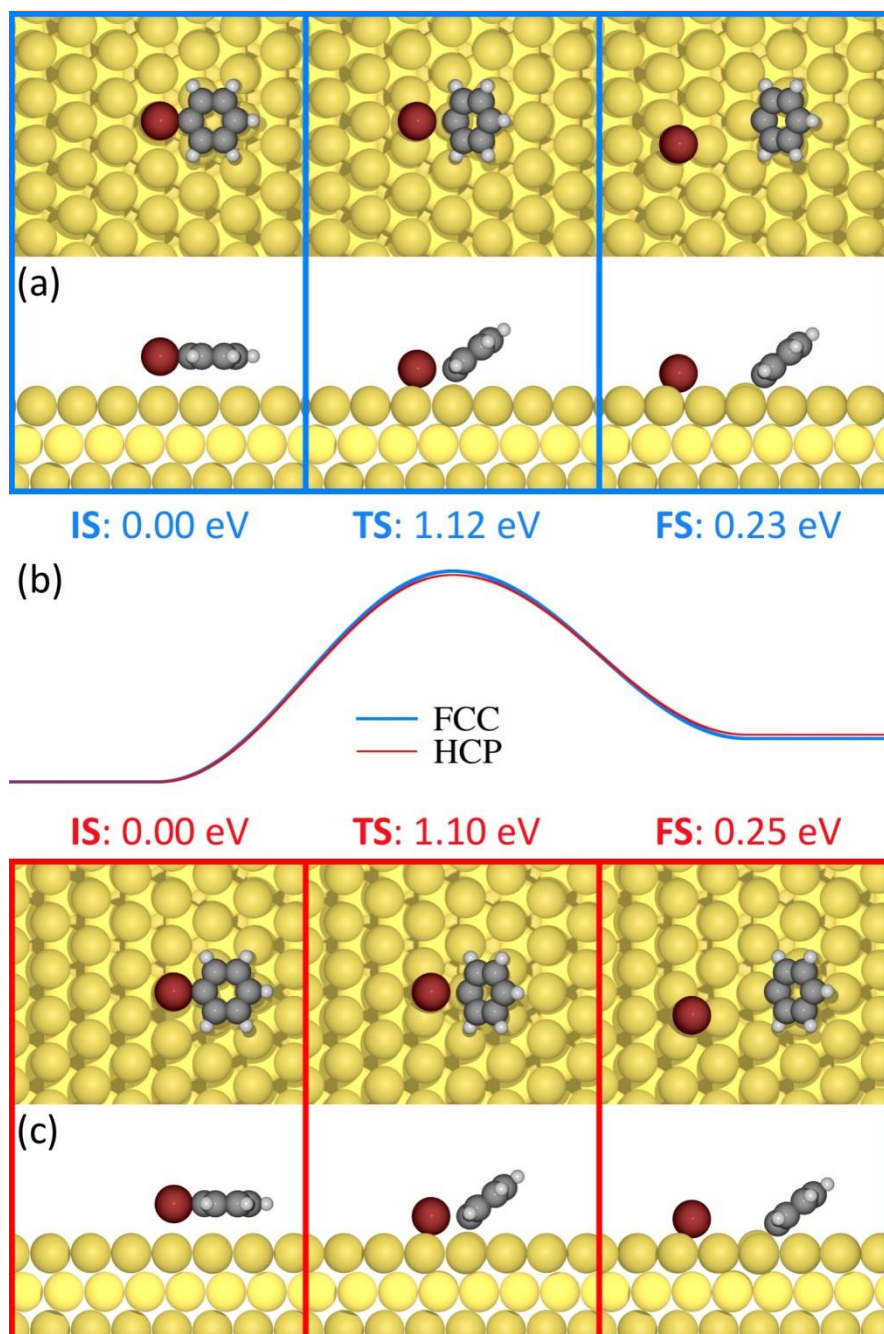 (a)
IS: 0.00 eV TS: 1.12 eV FS: 0.23 eV
(b)
FCC
HCP
IS: 0.00 eV TS: 1.10 eV FS: 0.25 eV
(c)